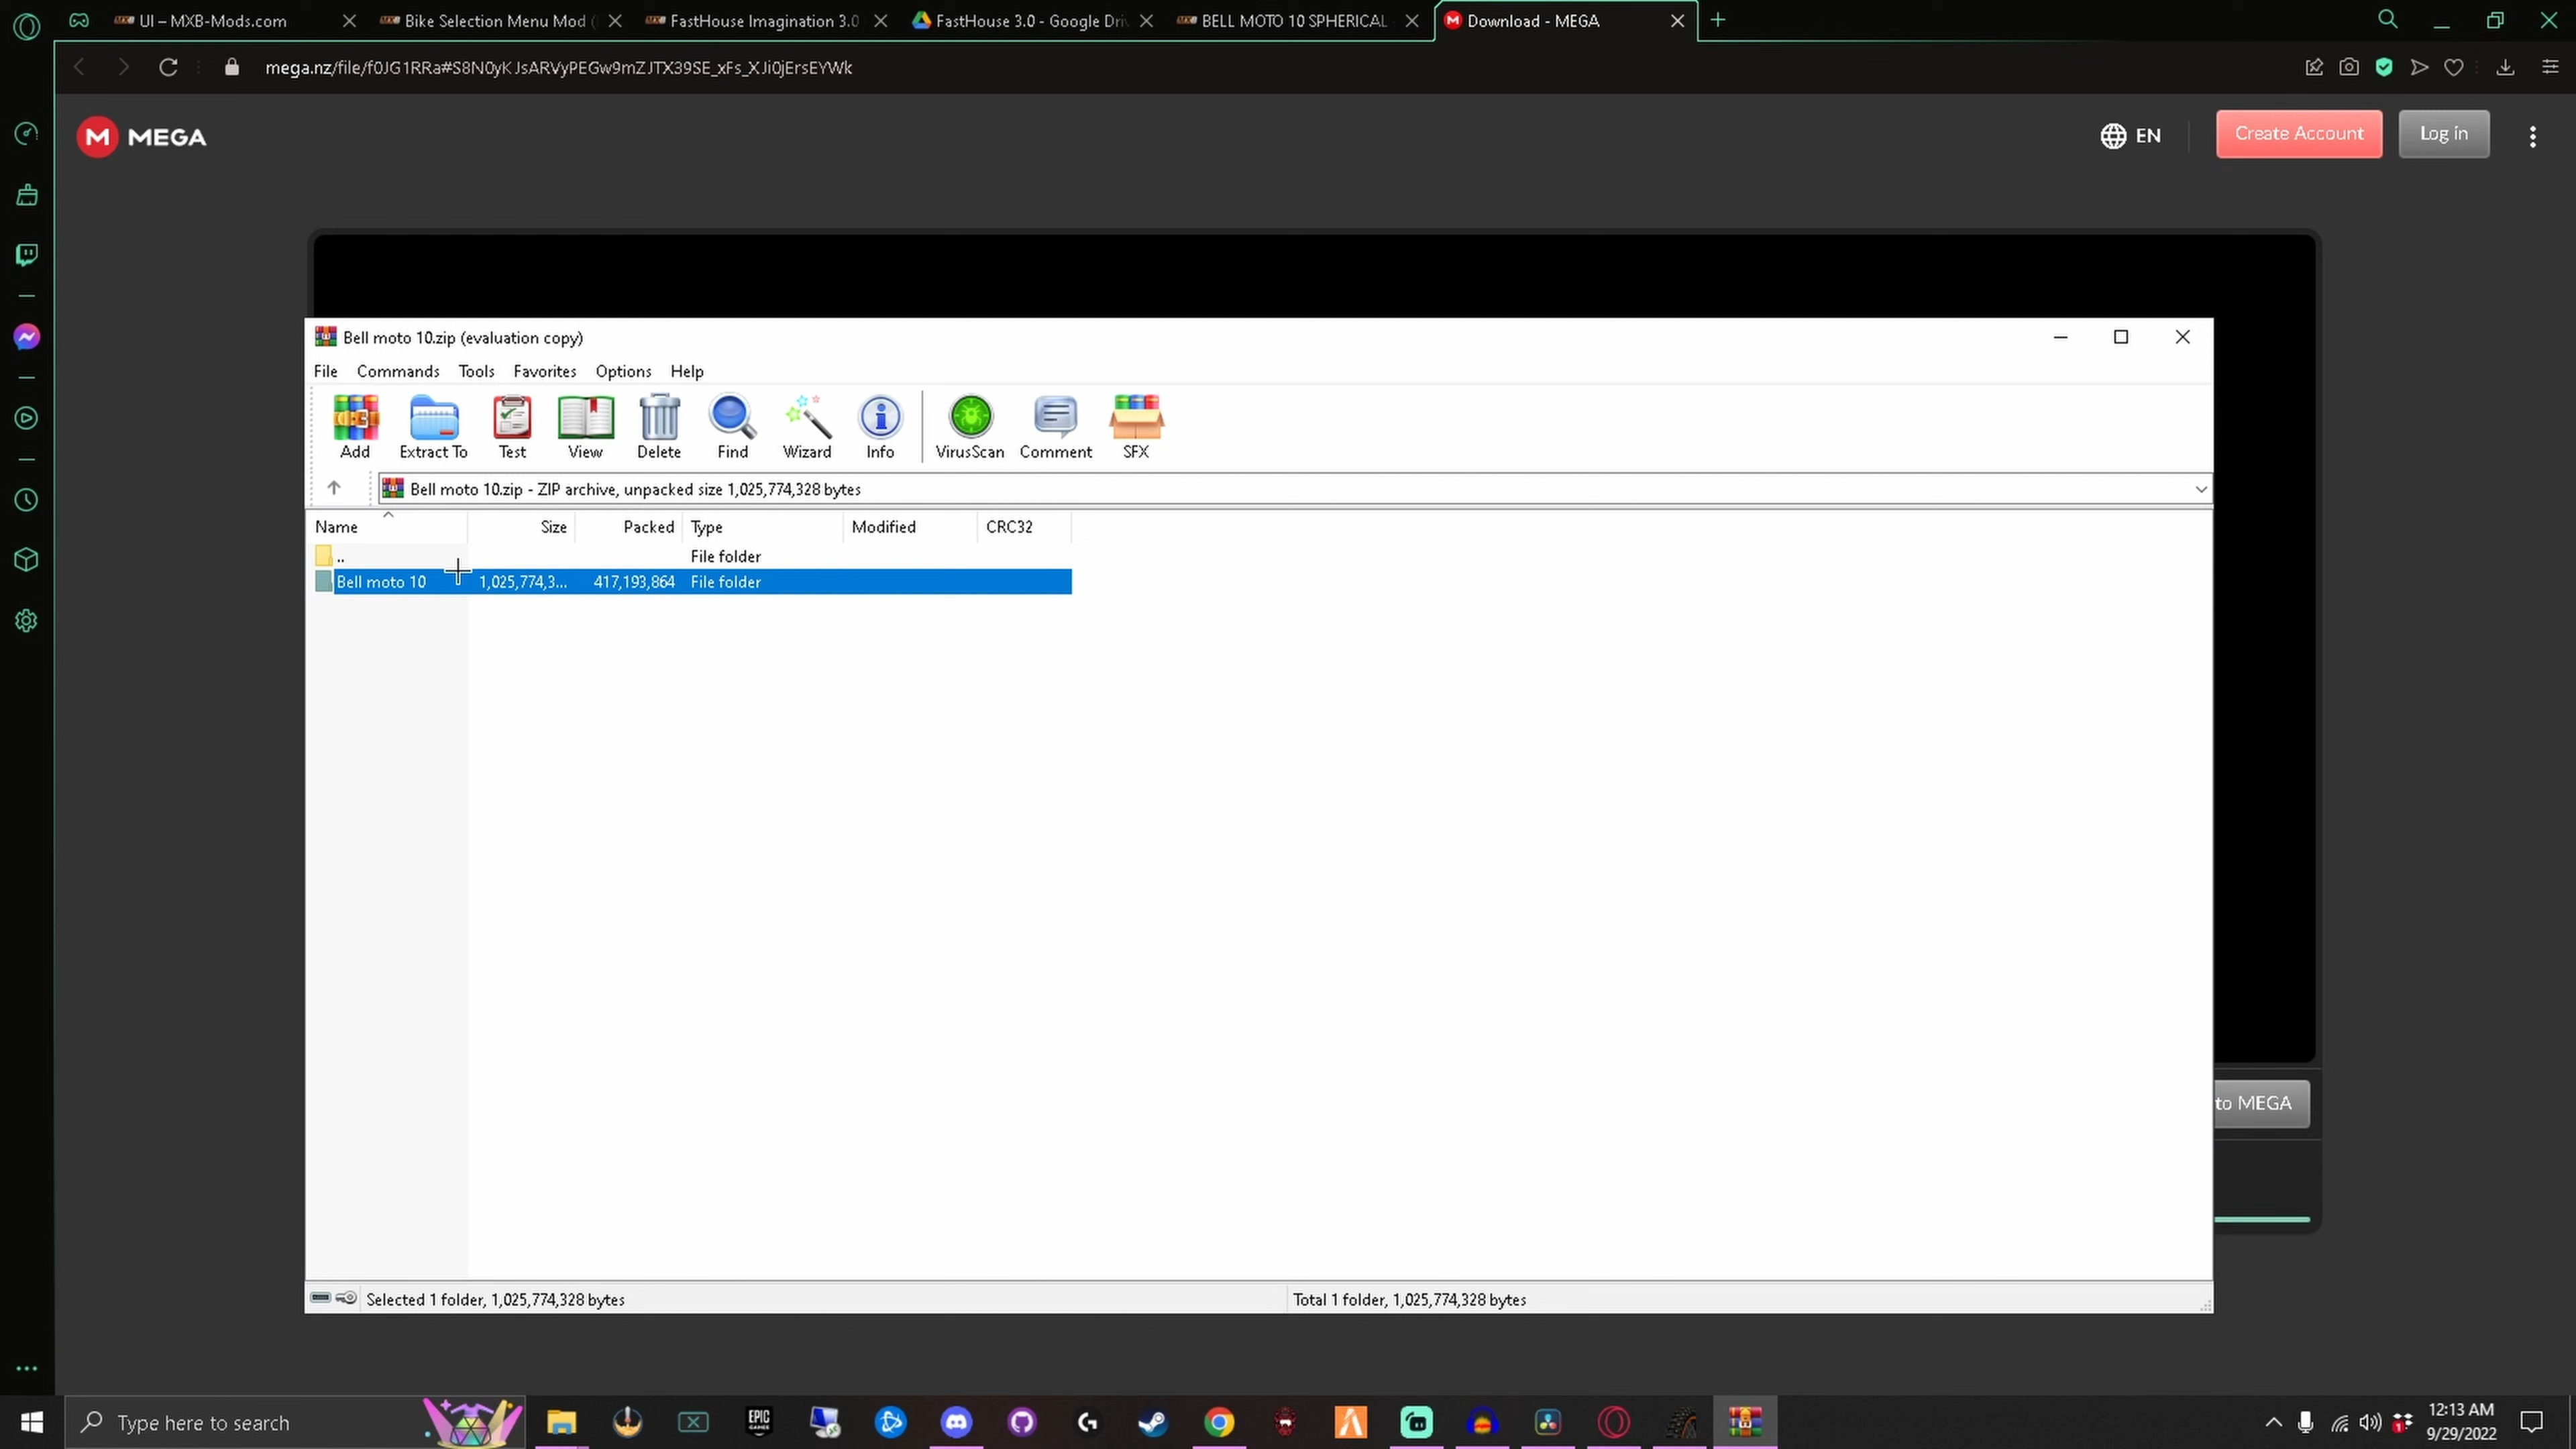 UI – MXB-Mods.com
Bike Selection Menu Mod (
FastHouse Imagination 3.0
FastHouse 3.0 - Google Dri
BELL MOTO 10 SPHERICAL
Download - MEGA
mega.nz/file/f0JG1RRa#S8N0yKJsARVyPEGw9mZJTX39SE_xFs_XJi0jErsEYWk
M MEGA
EN
Create Account
Log in
Bell moto 10.zip (evaluation copy)
File Commands Tools Favorites Options Help
Add Extract To Test View Delete Find Wizard Info VirusScan Comment SFX
Bell moto 10.zip - ZIP archive, unpacked size 1,025,774,328 bytes
Name Size Packed Type Modified CRC32
.. File folder
Bell moto 10 1,025,774,3... 417,193,864 File folder
to MEGA
Selected 1 folder, 1,025,774,328 bytes
Total 1 folder, 1,025,774,328 bytes
Type here to search
EPIC GAMES
12:13 AM
9/29/2022